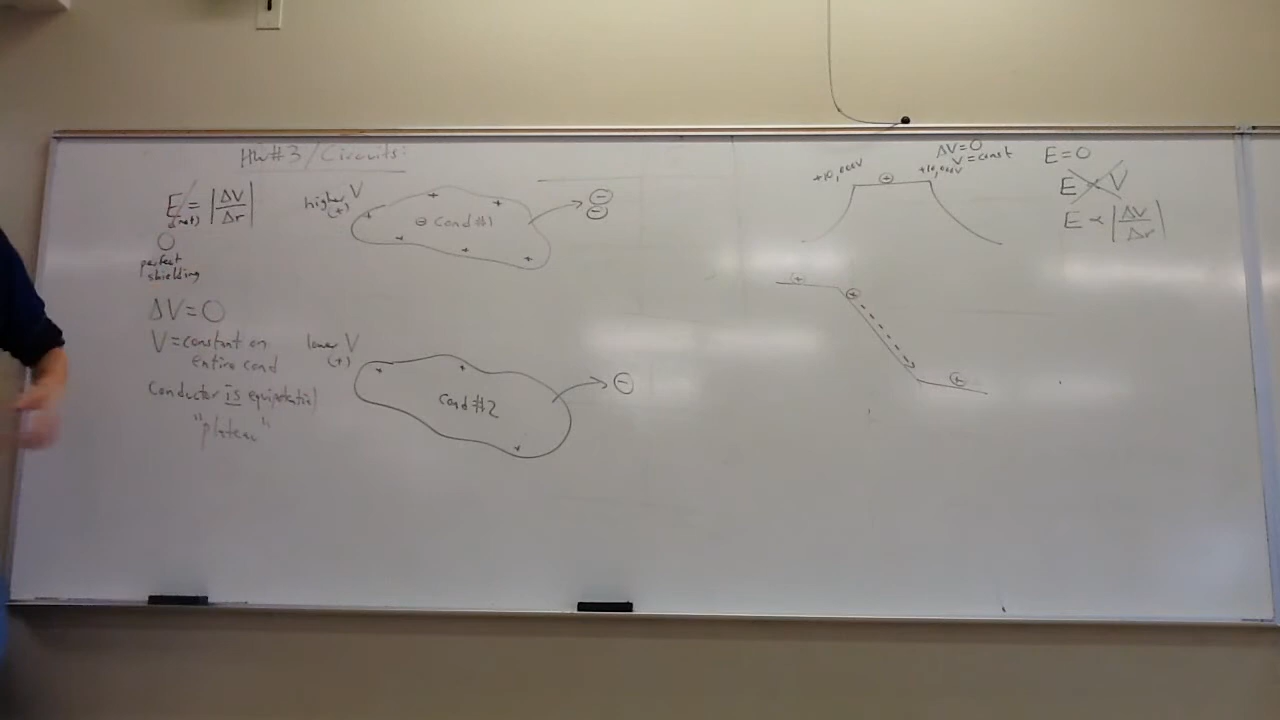 HW#3/Circuits:
E(net) = |ΔV/Δr|
0
perfect
shielding
ΔV=0
V=constant on
entire cond
Conductor is equipotential
"plateau"
higher V
(+)
+ + + + + + +
⊖ Cond#1
⊖
⊖
lower V
(+)
+ + +
Cond#2
⊖
+10,000V
ΔV=0
V=const
+10,000V
⊕
⊕
⊕
⊕
E=0
E ∝ V
E ∝ |ΔV/Δr|